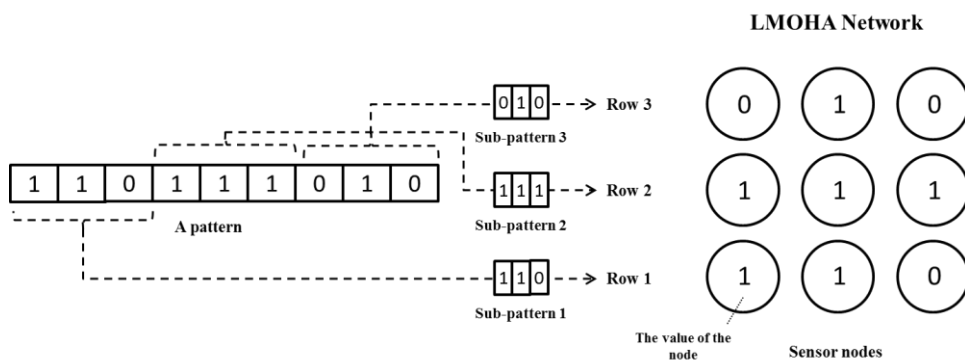 LMOHA Network
0 1 0
Row 3
0 1 0
Sub-pattern 3
1 1 0 1 1 1 0 1 0
A pattern
1 1 1
Row 2
1 1 1
Sub-pattern 2
1 1 0
Row 1
1 1 0
Sub-pattern 1
The value of the
node
Sensor nodes